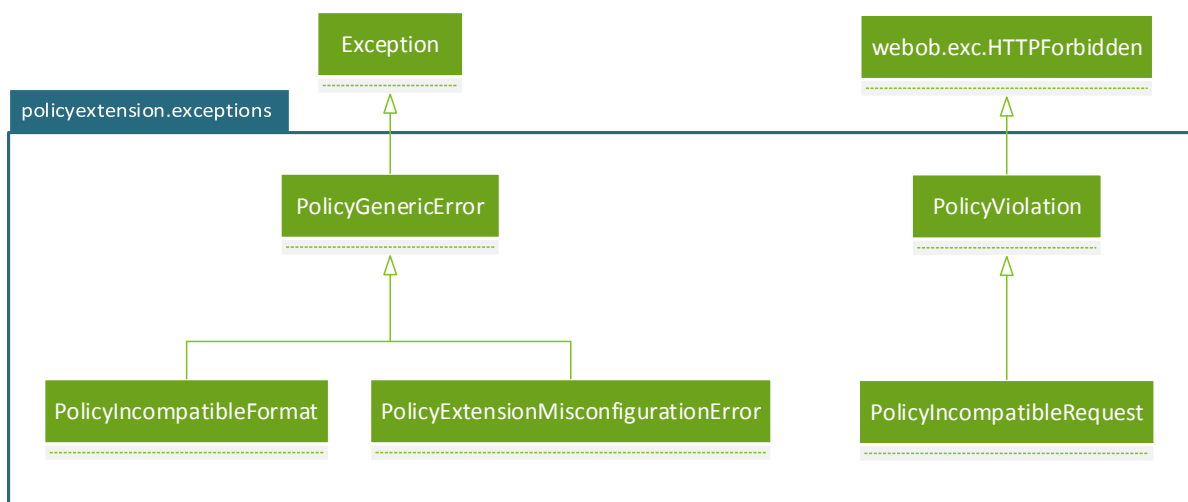 Exception
webob.exc.HTTPForbidden
policyextension.exceptions
PolicyGenericError
PolicyViolation
PolicyIncompatibleFormat
PolicyExtensionMisconfigurationError
PolicyIncompatibleRequest